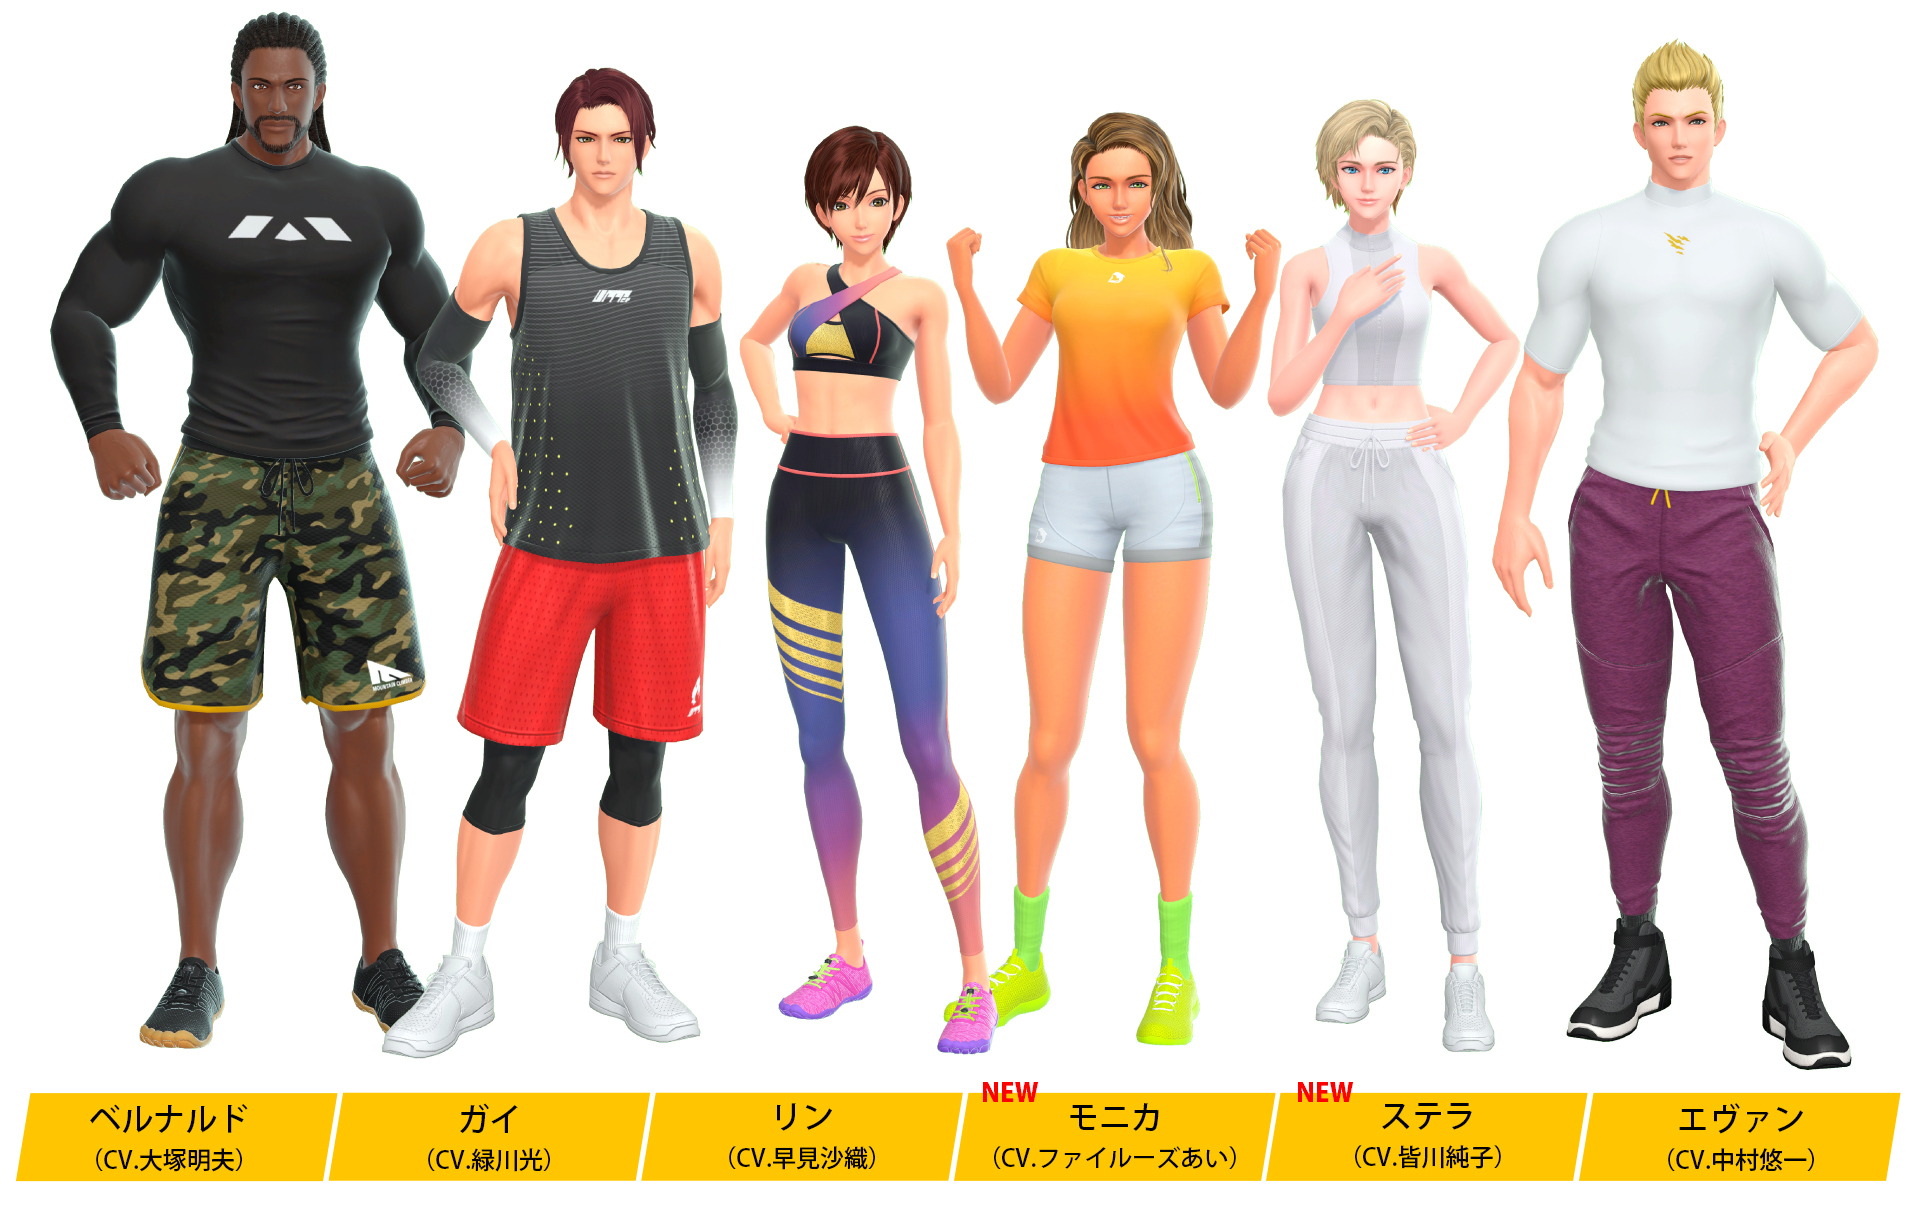 MOUNTAIN CLIMBER
ベルナルド
（CV.大塚明夫）
ガイ
（CV.緑川光）
リン
（CV.早見沙織）
NEW
モニカ
（CV.ファイルーズあい）
NEW
ステラ
（CV.皆川純子）
エヴァン
（CV.中村悠一）